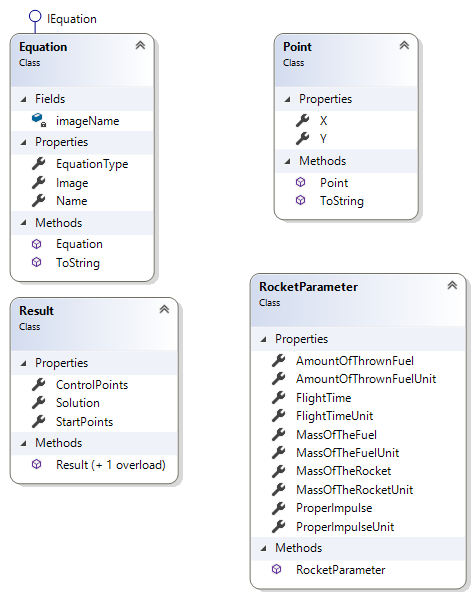 IEquation
Equation
Class
Fields
imageName
Properties
EquationType
Image
Name
Methods
Equation
ToString
Point
Class
Properties
X
Y
Methods
Point
ToString
Result
Class
Properties
ControlPoints
Solution
StartPoints
Methods
Result (+ 1 overload)
RocketParameter
Class
Properties
AmountOfThrownFuel
AmountOfThrownFuelUnit
FlightTime
FlightTimeUnit
MassOfTheFuel
MassOfTheFuelUnit
MassOfTheRocket
MassOfTheRocketUnit
ProperImpulse
ProperImpulseUnit
Methods
RocketParameter